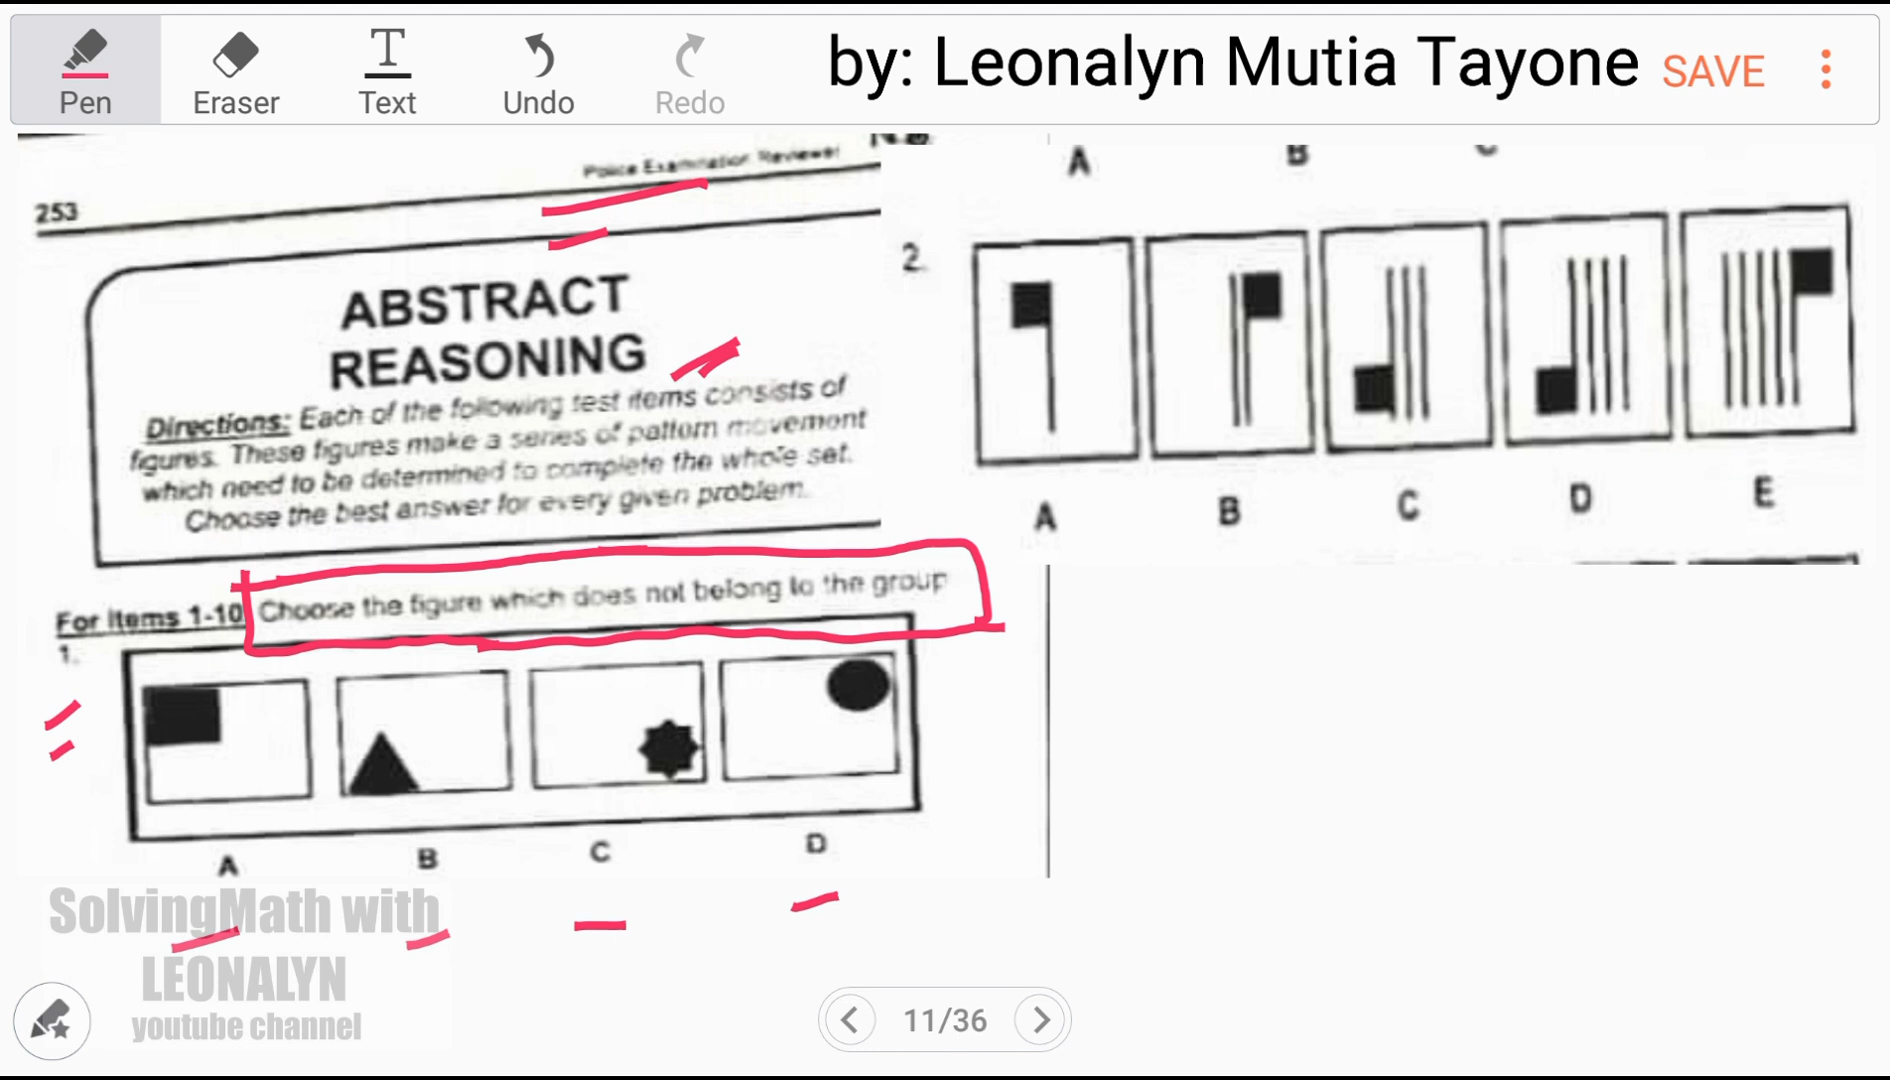 Pen
Eraser
Text
Undo
Redo
by: Leonalyn Mutia Tayone
SAVE
Police Examination Reviewer
253
ABSTRACT
REASONING
Directions: Each of the following test items consists of
figures. These figures make a series of pattern movement
which need to be determined to complete the whole set.
Choose the best answer for every given problem.
For Items 1-10 Choose the figure which does not belong to the group
1.
A B C D
A B
2.
A B C D E
SolvingMath with
LEONALYN
youtube channel
11/36